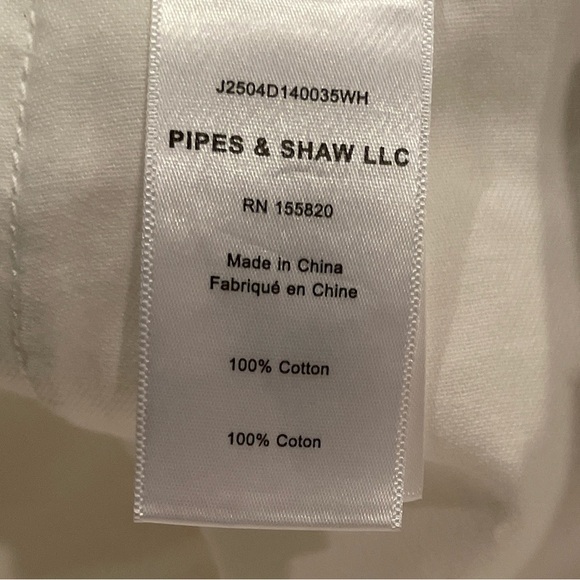 J2504D140035WH
PIPES & SHAW LLC
RN 155820
Made in China
Fabriqué en Chine
100% Cotton
100% Coton